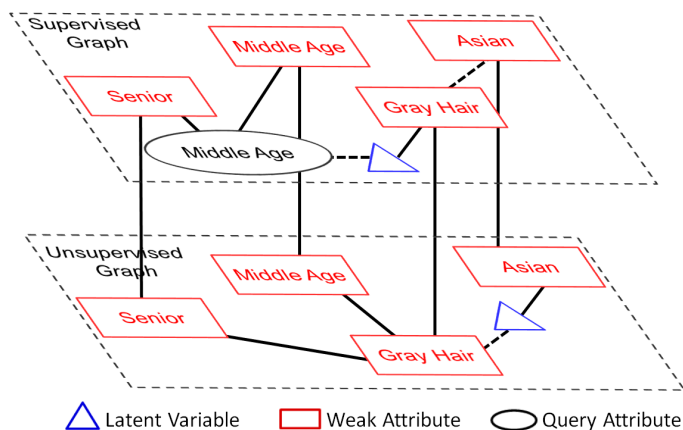 Supervised
Graph
Middle Age
Asian
Senior
Gray Hair
Middle Age
Unsupervised
Graph
Middle Age
Asian
Senior
Gray Hair
Latent Variable
Weak Attribute
Query Attribute